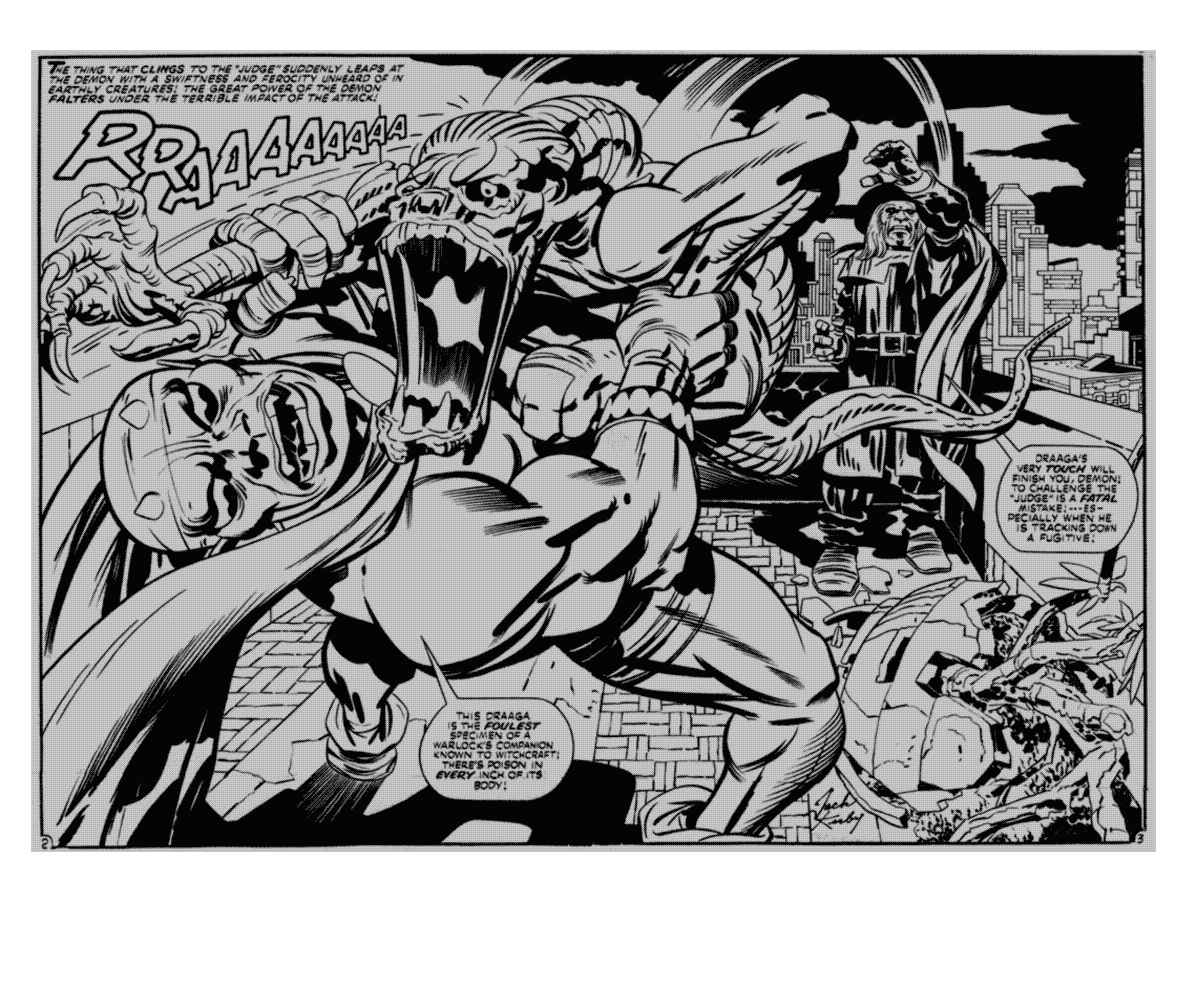 THE THING THAT CLINGS TO THE "JUDGE" SUDDENLY LEAPS AT
THE DEMON WITH A SWIFTNESS AND FEROCITY UNHEARD OF IN
EARTHLY CREATURES! THE GREAT POWER OF THE DEMON
FALTERS UNDER THE TERRIBLE IMPACT OF THE ATTACK!
RRAAAAAAAAA
DRAAGA'S
VERY TOUCH WILL
FINISH YOU, DEMON!
TO CHALLENGE THE
"JUDGE" IS A FATAL
MISTAKE! --- ES-
PECIALLY WHEN HE
IS TRACKING DOWN
A FUGITIVE!
THIS DRAAGA
IS THE FOULEST
SPECIMEN OF A
WARLOCK'S COMPANION
KNOWN TO WITCHCRAFT!
THERE'S POISON IN
EVERY INCH OF ITS
BODY!
Jack
Kirby
2
3